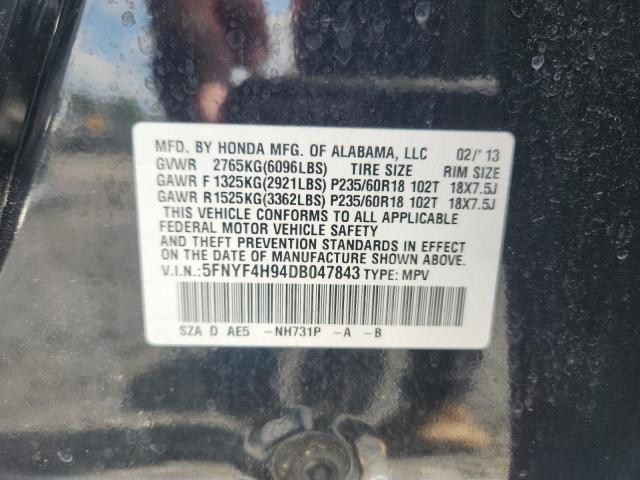 MFD. BY HONDA MFG. OF ALABAMA, LLC 02/'13
GVWR 2765KG(6096LBS) TIRE SIZE RIM SIZE
GAWR F 1325KG(2921LBS) P235/60R18 102T 18X7.5J
GAWR R1525KG(3362LBS) P235/60R18 102T 18X7.5J
THIS VEHICLE CONFORMS TO ALL APPLICABLE
FEDERAL MOTOR VEHICLE SAFETY
AND THEFT PREVENTION STANDARDS IN EFFECT
ON THE DATE OF MANUFACTURE SHOWN ABOVE.
V.I.N.:5FNYF4H94DB047843 TYPE: MPV
SZA D AE5 -NH731P -A -B